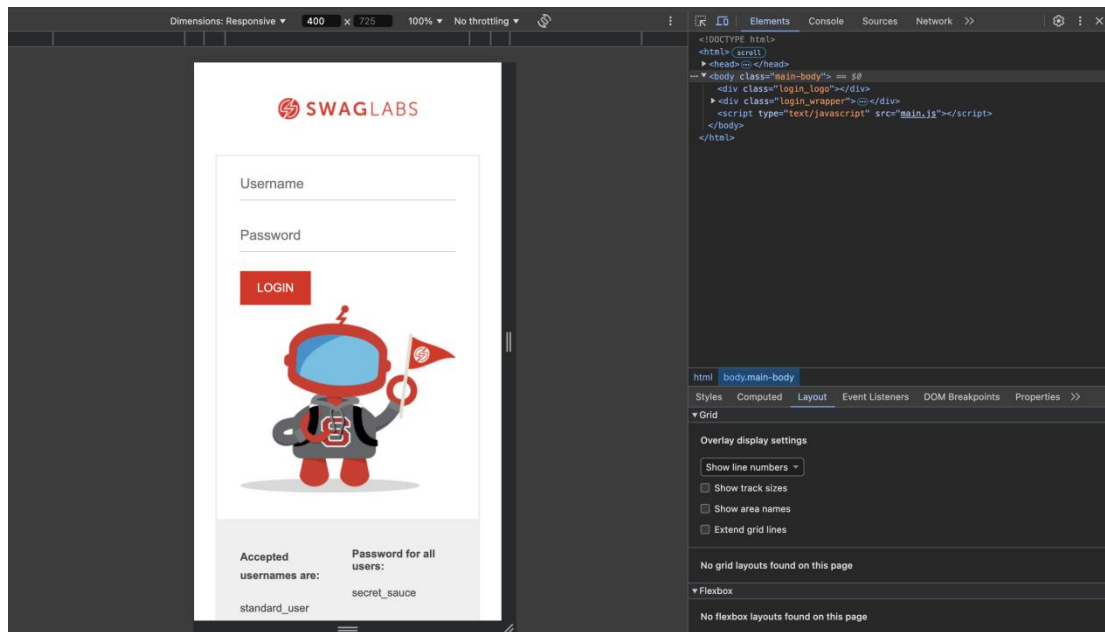 Dimensions: Responsive ▼ 400 x 725 100% ▼ No throttling ▼
SWAGLABS
Username
Password
LOGIN
S
Accepted
usernames are:
standard_user
Password for all
users:
secret_sauce
Elements Console Sources Network >>
<!DOCTYPE html>
<html> scroll
▶ <head> … </head>
… ▼ <body class="main-body"> == $0
<div class="login_logo"></div>
▶ <div class="login_wrapper"> … </div>
<script type="text/javascript" src="main.js"></script>
</body>
</html>
html body.main-body
Styles Computed Layout Event Listeners DOM Breakpoints Properties >>
▼ Grid
Overlay display settings
Show line numbers
Show track sizes
Show area names
Extend grid lines
No grid layouts found on this page
▼ Flexbox
No flexbox layouts found on this page